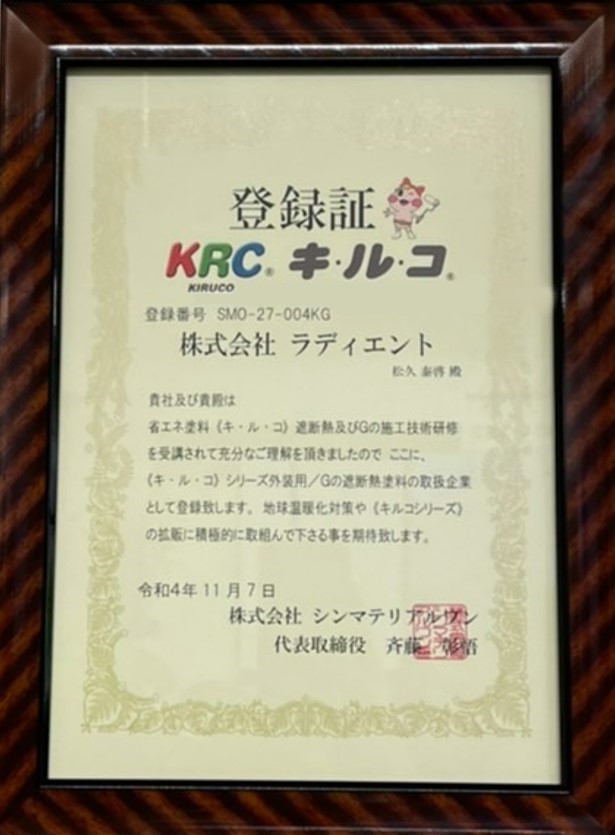 登録証
KRC® キ・ル・コ®
KIRUCO
登録番号 SMO-27-004KG
株式会社 ラディエント
松久 泰啓 殿
貴社及び貴殿は
省エネ塗料《キ・ル・コ》遮断熱及びGの施工技術研修
を受講されて充分なご理解を頂きましたので ここに、
《キ・ル・コ》シリーズ外装用／Gの遮断熱塗料の取扱企業
として登録致します。地球温暖化対策や《キルコシリーズ》
の拡販に積極的に取組んで下さる事を期待致します。
令和4年11月7日
株式会社 シンマテリアルワン
代表取締役 斉藤 彰悟